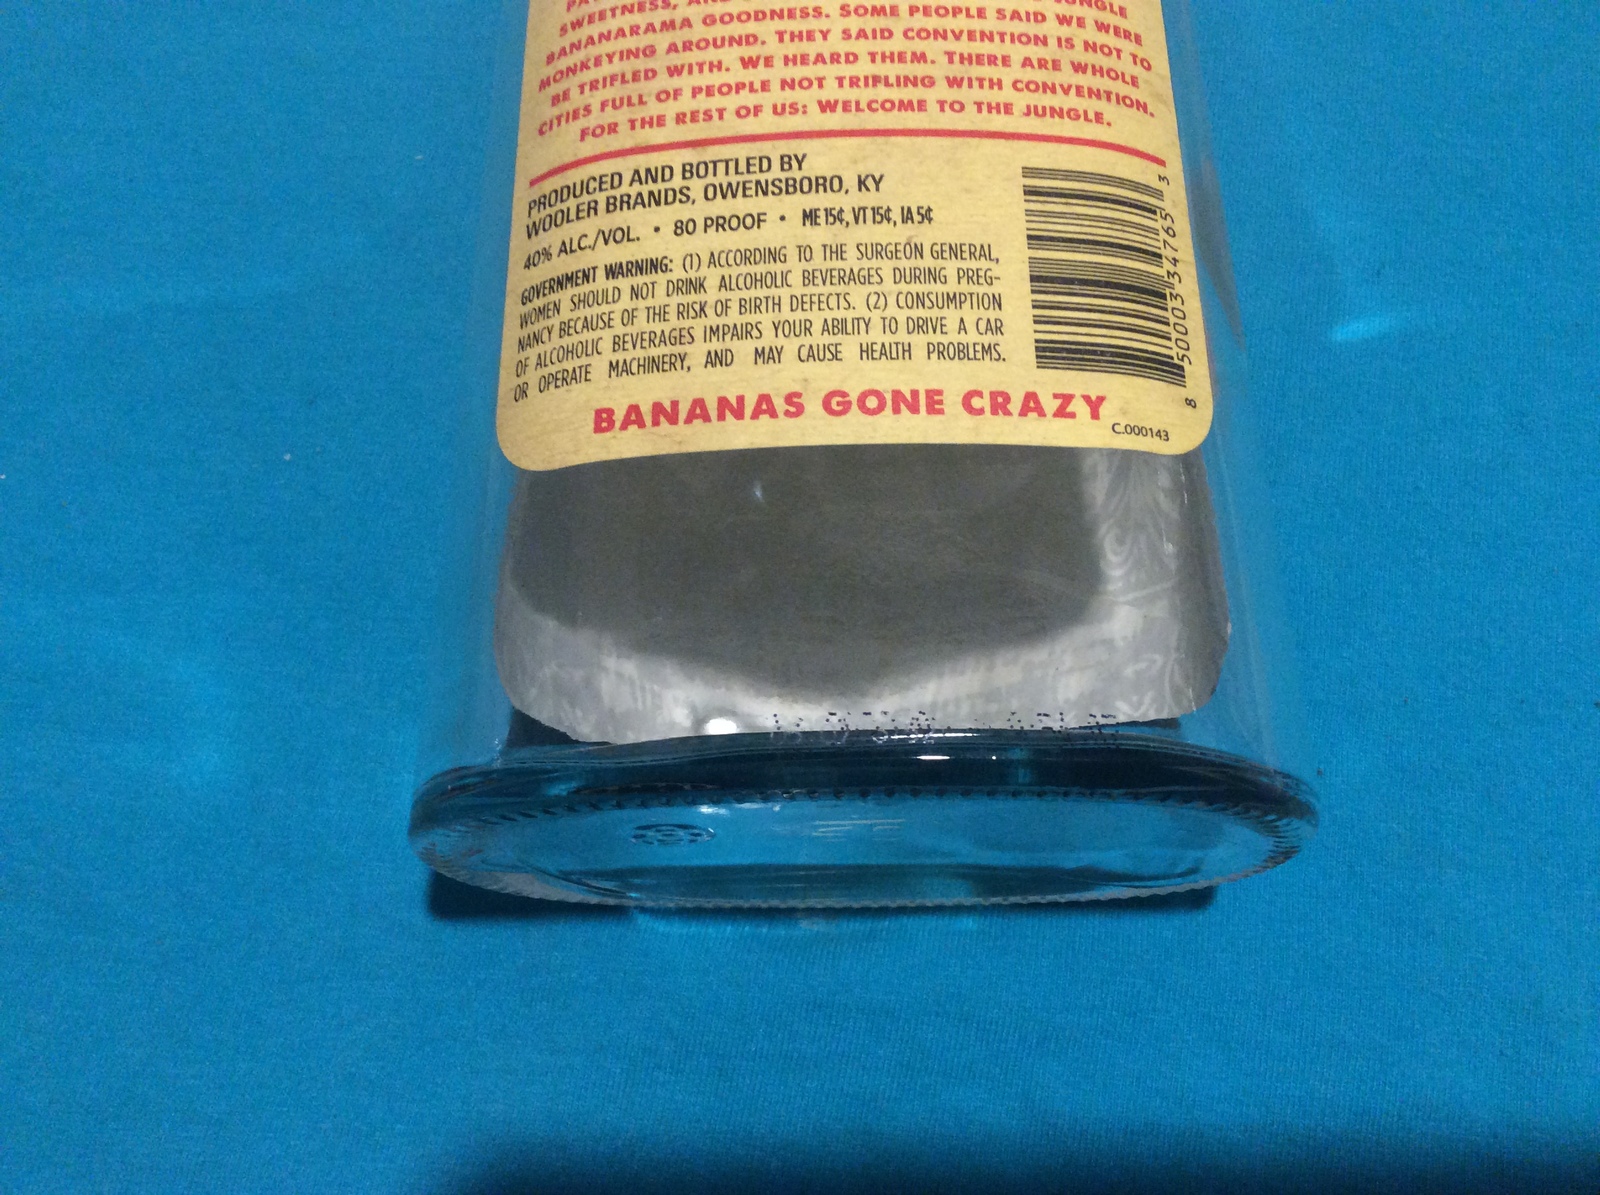 SWEETNESS, AND JUNGLE
BANANARAMA GOODNESS. SOME PEOPLE SAID WE WERE
MONKEYING AROUND. THEY SAID CONVENTION IS NOT TO
BE TRIFLED WITH. WE HEARD THEM. THERE ARE WHOLE
CITIES FULL OF PEOPLE NOT TRIFLING WITH CONVENTION.
FOR THE REST OF US: WELCOME TO THE JUNGLE.
PRODUCED AND BOTTLED BY
WOOLER BRANDS, OWENSBORO, KY
40% ALC./VOL. • 80 PROOF • ME 15¢, VT 15¢, IA 5¢
GOVERNMENT WARNING: (1) ACCORDING TO THE SURGEON GENERAL,
WOMEN SHOULD NOT DRINK ALCOHOLIC BEVERAGES DURING PREG-
NANCY BECAUSE OF THE RISK OF BIRTH DEFECTS. (2) CONSUMPTION
OF ALCOHOLIC BEVERAGES IMPAIRS YOUR ABILITY TO DRIVE A CAR
OR OPERATE MACHINERY, AND MAY CAUSE HEALTH PROBLEMS.
8 50003 34765 3
BANANAS GONE CRAZY
C.000143